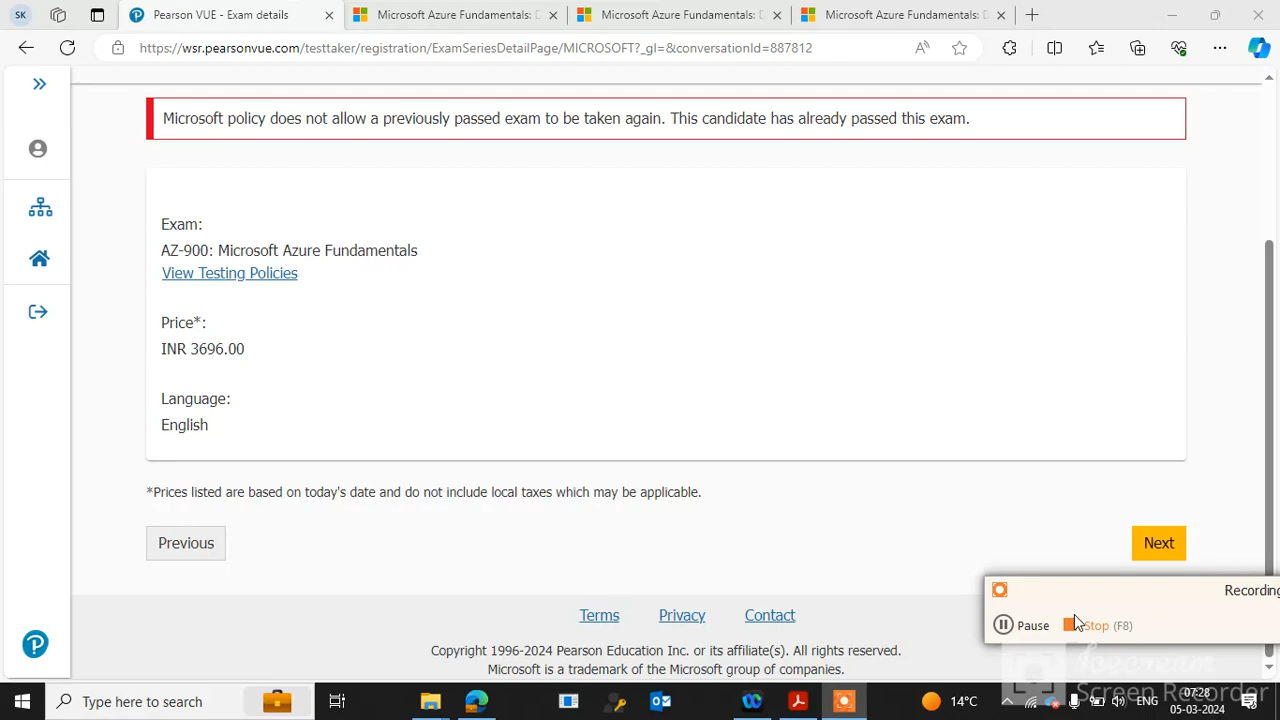 SK
Pearson VUE - Exam details
Microsoft Azure Fundamentals: D
Microsoft Azure Fundamentals: D
Microsoft Azure Fundamentals: D
https://wsr.pearsonvue.com/testtaker/registration/ExamSeriesDetailPage/MICROSOFT?_gl=&conversationId=887812
Microsoft policy does not allow a previously passed exam to be taken again. This candidate has already passed this exam.
Exam:
AZ-900: Microsoft Azure Fundamentals
View Testing Policies
Price*:
INR 3696.00
Language:
English
*Prices listed are based on today's date and do not include local taxes which may be applicable.
Previous
Next
Recording
Pause
Stop (F8)
Terms
Privacy
Contact
Copyright 1996-2024 Pearson Education Inc. or its affiliate(s). All rights reserved.
Microsoft is a trademark of the Microsoft group of companies.
Icecream
Screen Recorder
Type here to search
14°C
ENG
07:28
05-03-2024